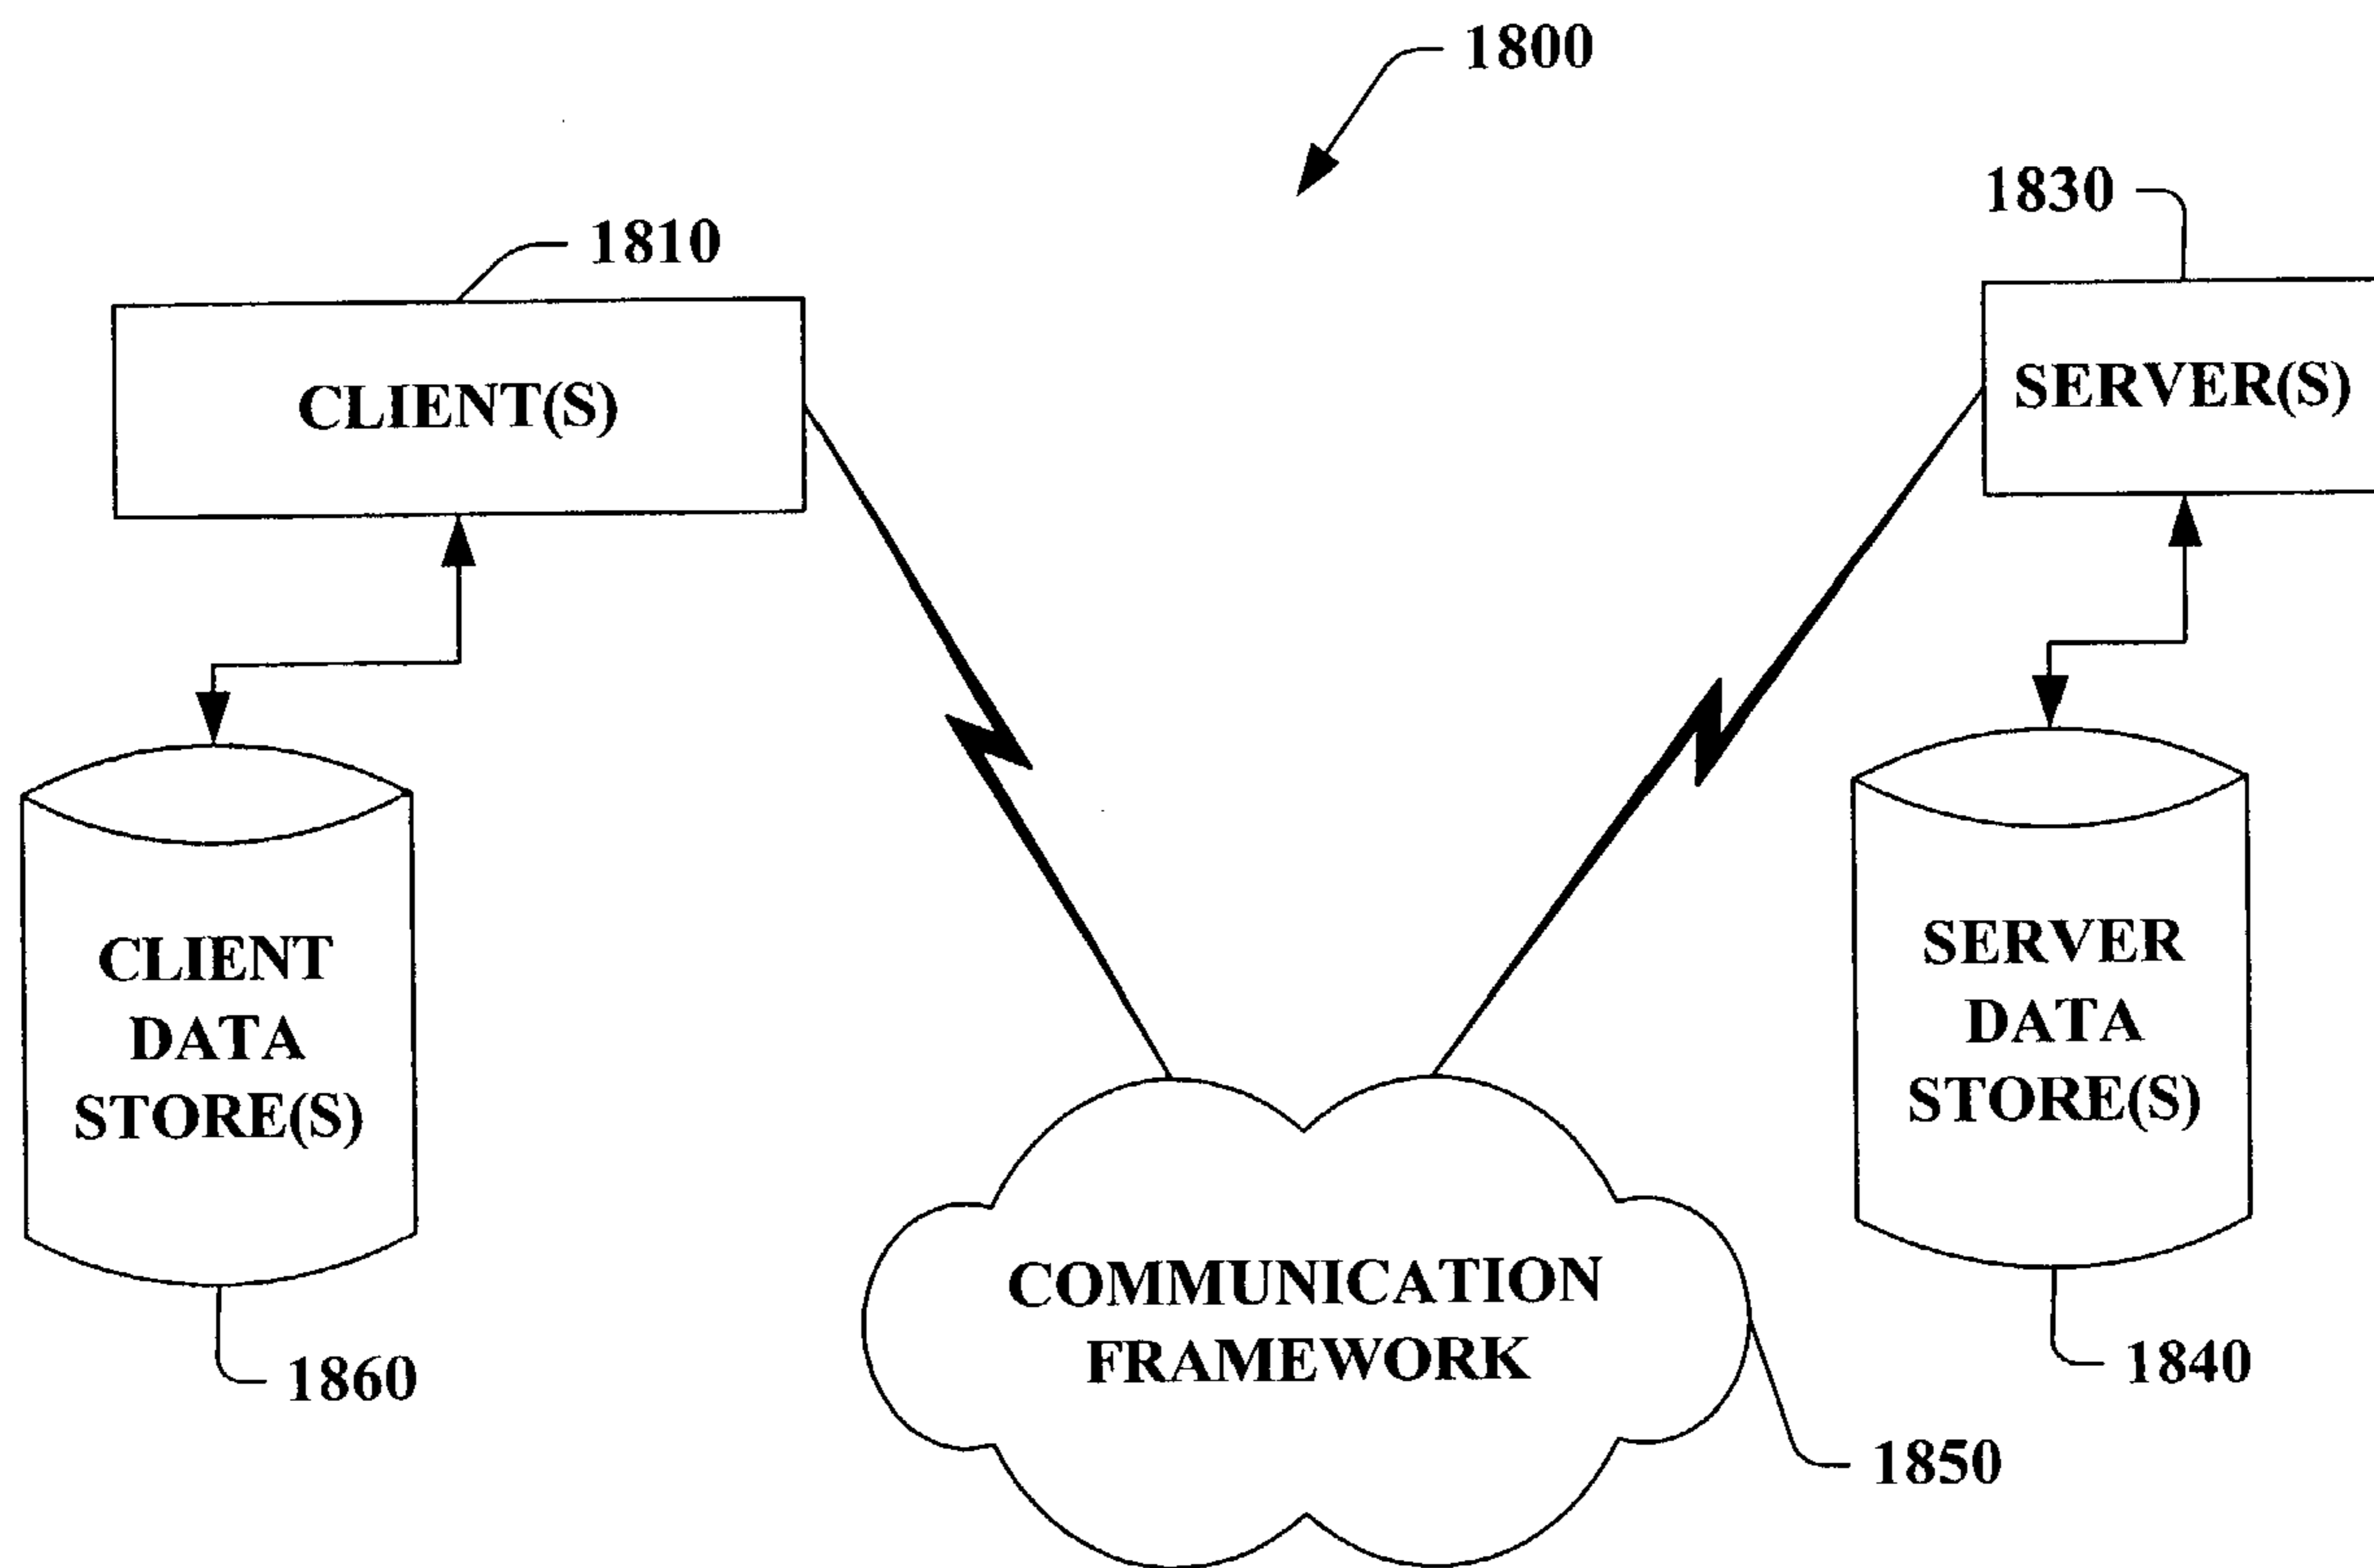 1800
1830
1810
CLIENT(S)
SERVER(S)
CLIENT
DATA
STORE(S)
SERVER
DATA
STORE(S)
COMMUNICATION
FRAMEWORK
1860
1840
1850